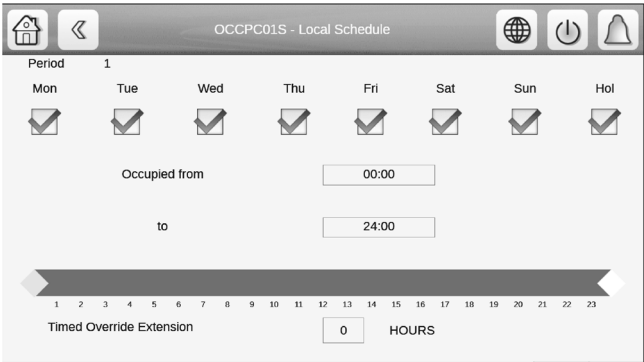 OCCPC01S - Local Schedule
Period 1
Mon Tue Wed Thu Fri Sat Sun Hol
Occupied from 00:00
to 24:00
1 2 3 4 5 6 7 8 9 10 11 12 13 14 15 16 17 18 19 20 21 22 23
Timed Override Extension 0 HOURS